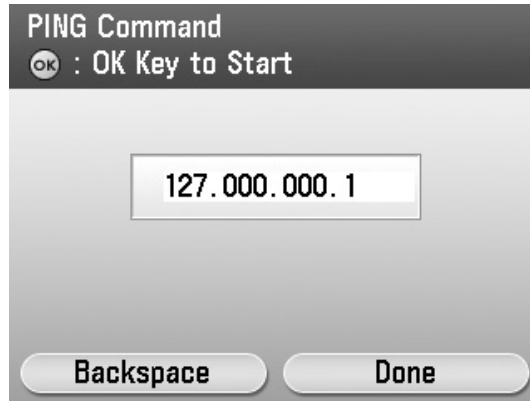 PING Command
OK : OK Key to Start
127.000.000.1
Backspace Done